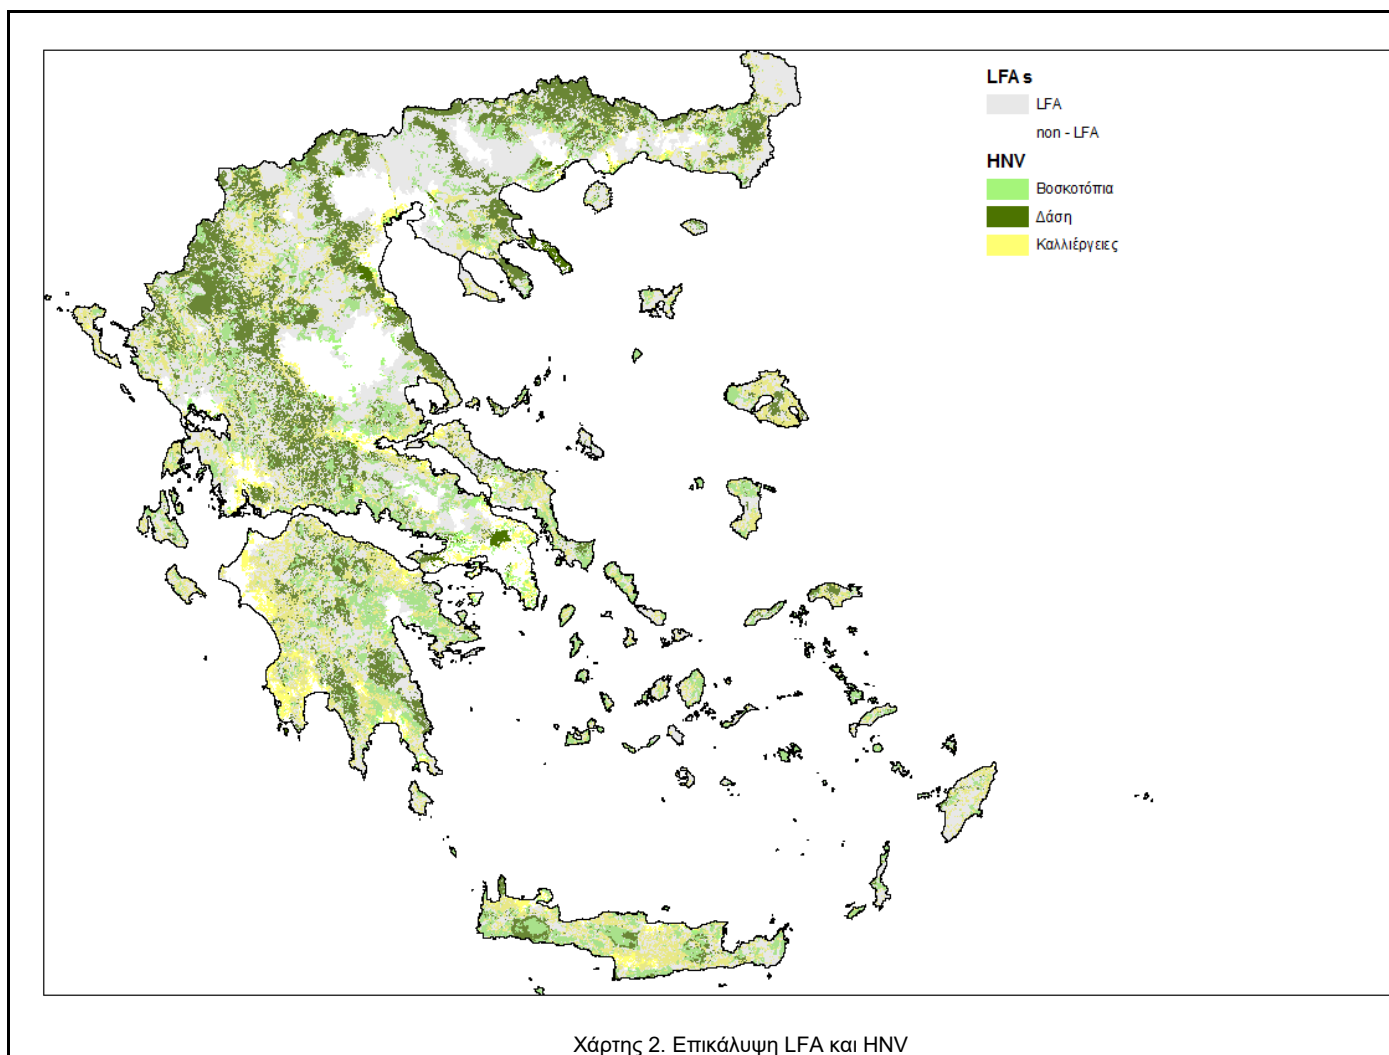 LFA s
LFA
non - LFA
HNV
Βοσκοτόπια
Δάση
Καλλιέργειες
Χάρτης 2. Επικάλυψη LFA και HNV